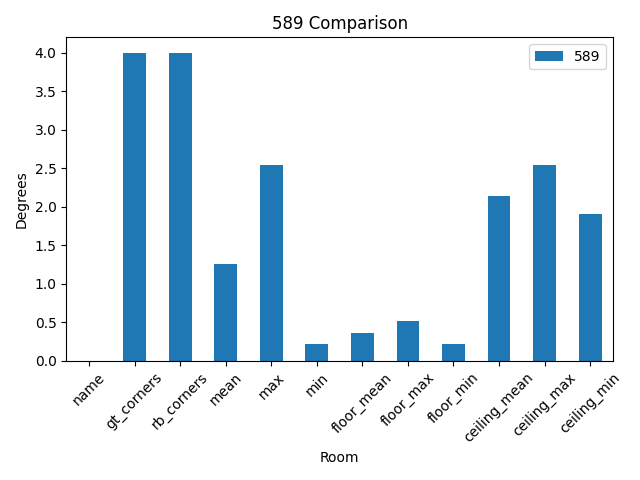 589 Comparison
589
Degrees
4.0
3.5
3.0
2.5
2.0
1.5
1.0
0.5
0.0
name
gt_corners
rb_corners
mean
max
min
floor_mean
floor_max
floor_min
ceiling_mean
ceiling_max
ceiling_min
Room